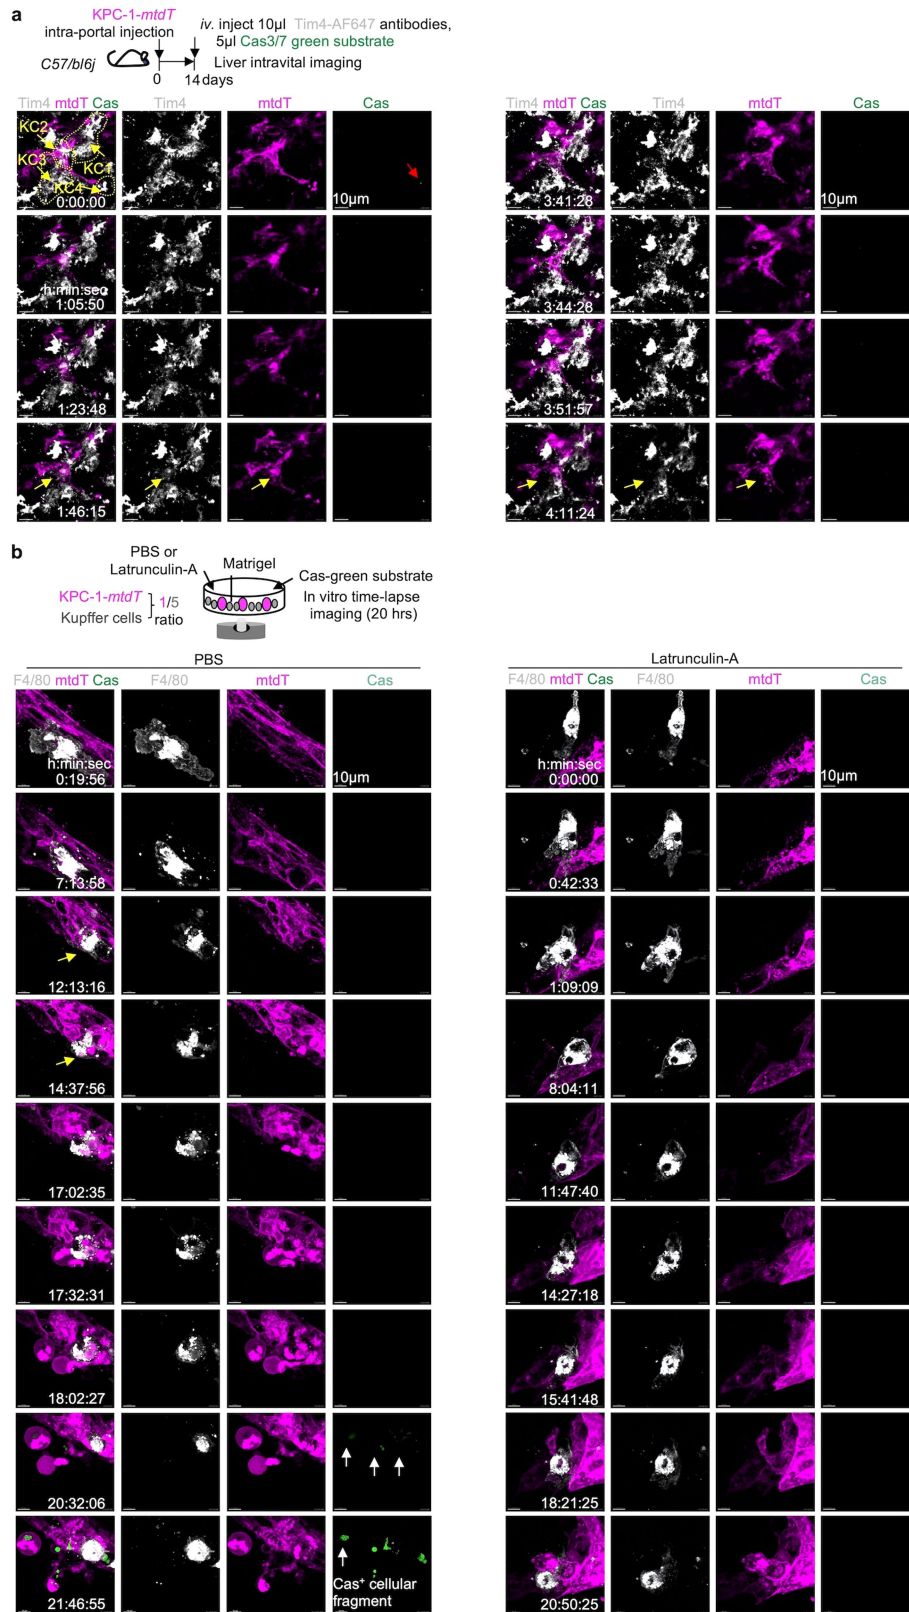 a
KPC-1-mtdT
intra-portal injection
iv. inject 10µl Tim4-AF647 antibodies,
5µl Cas3/7 green substrate
C57/bl6j
Liver intravital imaging
0 14 days
Tim4 mtdT Cas Tim4 mtdT Cas Tim4 mtdT Cas Tim4 mtdT Cas
KC2
KC3
KC1
KC4
0:00:00 10µm 3:41:28 10µm
h:min:sec
1:05:50 3:44:28
1:23:48 3:51:57
1:46:15 4:11:24
b
PBS or
Latrunculin-A
Matrigel
Cas-green substrate
KPC-1-mtdT
Kupffer cells
1/5
ratio
In vitro time-lapse
imaging (20 hrs)
PBS Latrunculin-A
F4/80 mtdT Cas F4/80 mtdT Cas F4/80 mtdT Cas F4/80 mtdT Cas
h:min:sec h:min:sec
0:19:56 10µm 0:00:00 10µm
7:13:58 0:42:33
12:13:16 1:09:09
14:37:56 8:04:11
17:02:35 11:47:40
17:32:31 14:27:18
18:02:27 15:41:48
20:32:06 18:21:25
Cas⁺ cellular
fragment
21:46:55 20:50:25